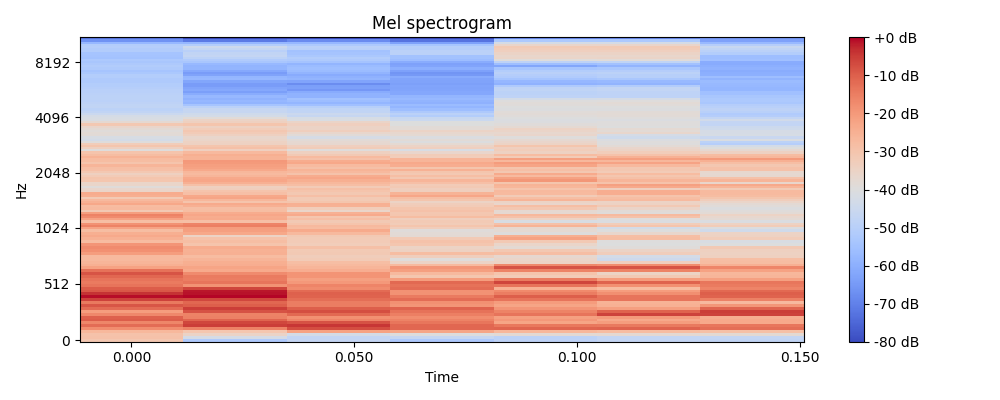 Mel spectrogram
Hz
8192
4096
2048
1024
512
0
0.000
0.050
0.100
0.150
Time
+0 dB
-10 dB
-20 dB
-30 dB
-40 dB
-50 dB
-60 dB
-70 dB
-80 dB